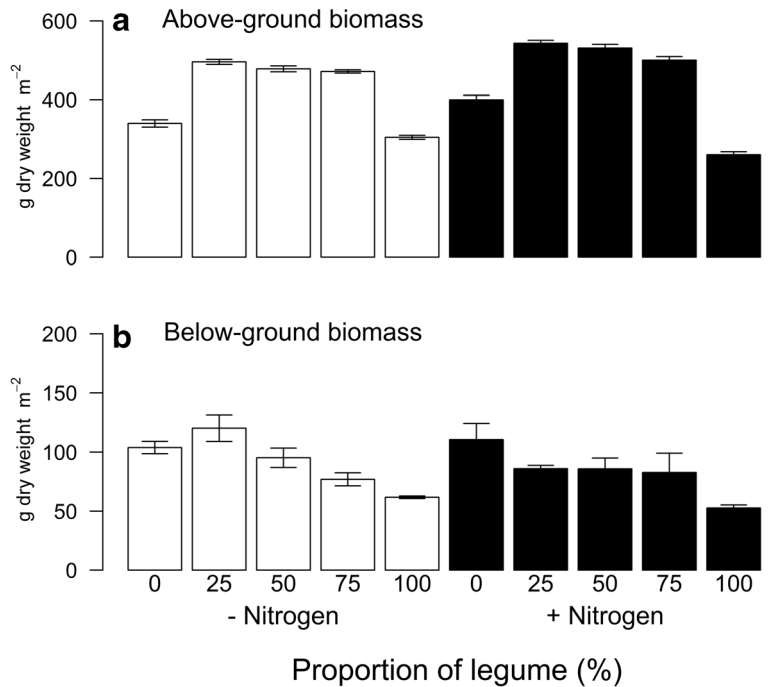 a Above-ground biomass
g dry weight m⁻²
600
400
200
0
b Below-ground biomass
g dry weight m⁻²
200
150
100
50
0
0 25 50 75 100 0 25 50 75 100
- Nitrogen + Nitrogen
Proportion of legume (%)